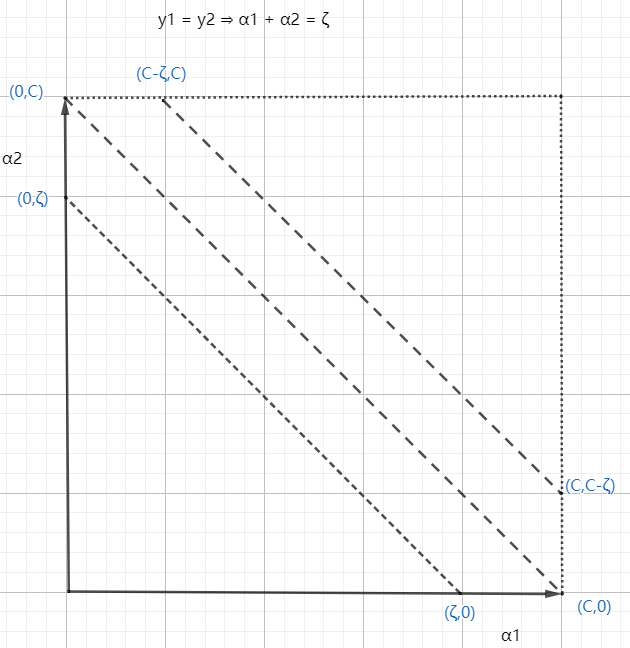 y1 = y2 ⇒ α1 + α2 = ζ
(C-ζ,C)
(0,C)
α2
(0,ζ)
(C,C-ζ)
(ζ,0)
(C,0)
α1